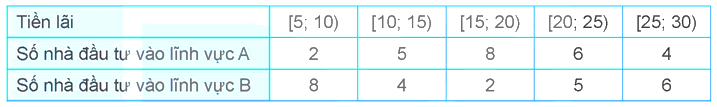 Tiền lãi [5; 10) [10; 15) [15; 20) [20; 25) [25; 30)
Số nhà đầu tư vào lĩnh vực A 2 5 8 6 4
Số nhà đầu tư vào lĩnh vực B 8 4 2 5 6